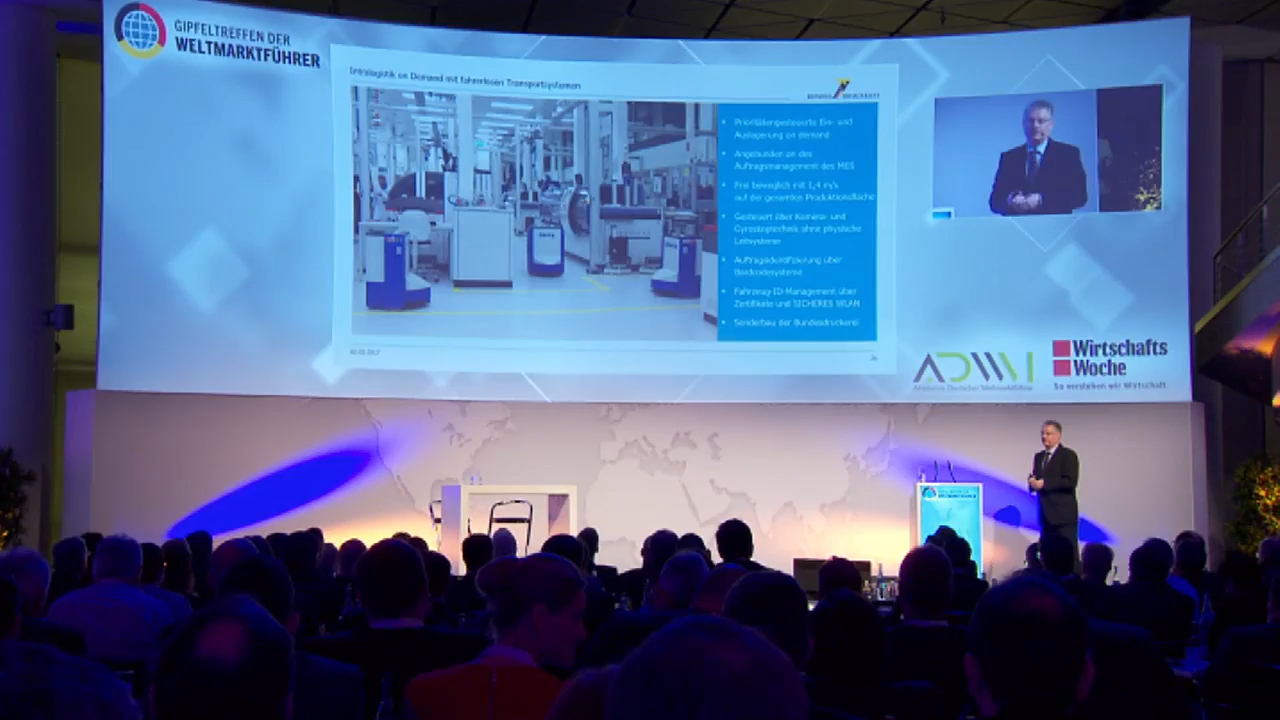 GIPFELTREFFEN DER
WELTMARKTFÜHRER
Intralogistik on Demand mit fahrerlosen Transportsystemen
• Prioritätengesteuerte Ein- und
Auslagerung on demand
• Angebunden an das
Auftragsmanagement des MES
• Frei beweglich mit 1,4 m/s
auf der gesamten Produktionsfläche
• Gesteuert über Kamera- und
Gyroskoptechnik ohne physische
Leitsysteme
• Auftragsidentifizierung über
Barcodesysteme
• Fahrzeug-ID-Management über
Zertifikate und SICHERES WLAN
• Sonderbau der Bundesdruckerei
ADWM
Akademie Deutscher Weltmarktführer
Wirtschafts
Woche
So verstehen wir Wirtschaft.